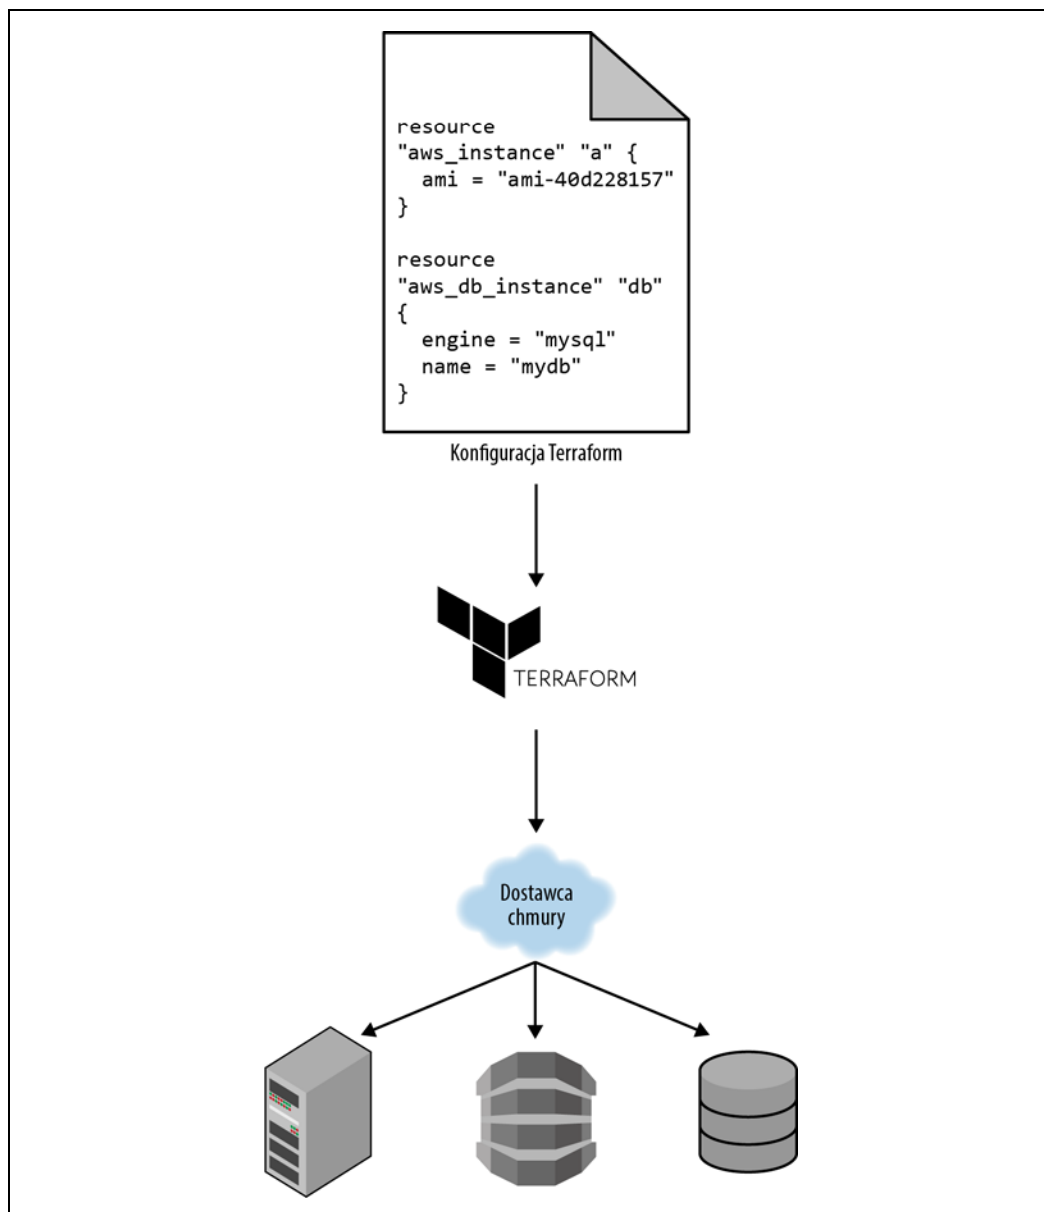 resource
"aws_instance" "a" {
  ami = "ami-40d228157"
}
resource
"aws_db_instance" "db"
{
  engine = "mysql"
  name = "mydb"
}
Konfiguracja Terraform
TERRAFORM
Dostawca
chmury